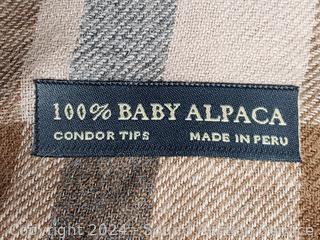 100% BABY ALPACA
CONDOR TIPS MADE IN PERU
Copyright 2024